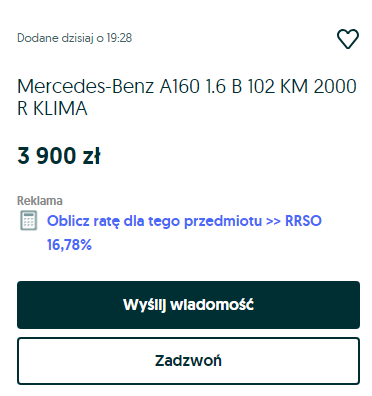 Dodane dzisiaj o 19:28
Mercedes-Benz A160 1.6 B 102 KM 2000
R KLIMA
3 900 zł
Reklama
Oblicz ratę dla tego przedmiotu >> RRSO
16,78%
Wyślij wiadomość
Zadzwoń